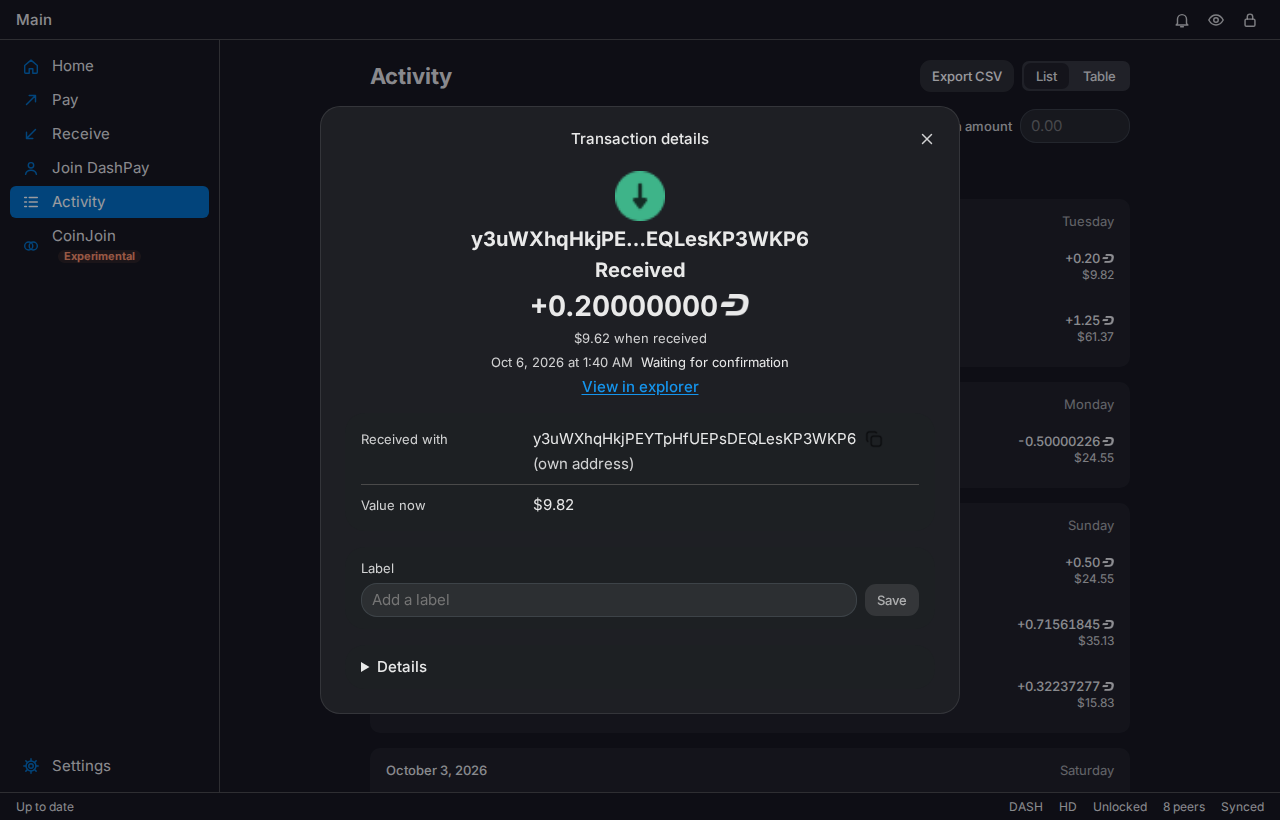 Main
Home
Pay
Receive
Join DashPay
Activity
CoinJoin
Experimental
Settings
Activity
Export CSV
List
Table
amount
0.00
Tuesday
+0.20
$9.82
+1.25
$61.37
Monday
-0.50000226
$24.55
Sunday
+0.50
$24.55
+0.71561845
$35.13
+0.32237277
$15.83
October 3, 2026
Saturday
Transaction details
y3uWXhqHkjPE...EQLesKP3WKP6
Received
+0.20000000
$9.62 when received
Oct 6, 2026 at 1:40 AM Waiting for confirmation
View in explorer
Received with
y3uWXhqHkjPEYTpHfUEPsDEQLesKP3WKP6
(own address)
Value now
$9.82
Label
Add a label
Save
Details
Up to date
DASH
HD
Unlocked
8 peers
Synced